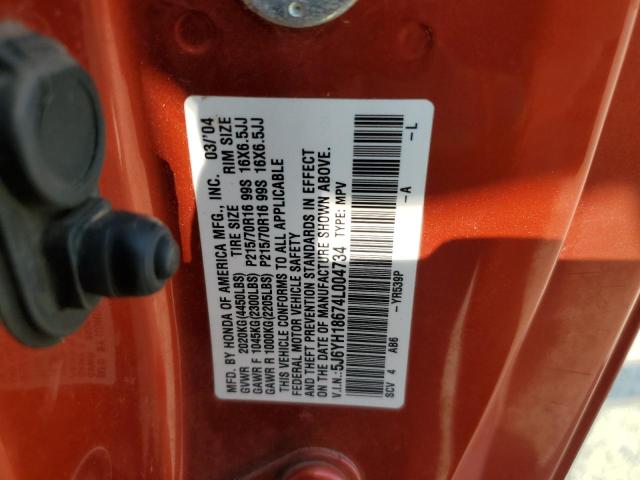 MFD. BY HONDA OF AMERICA MFG., INC. 03/'04
GVWR 2020KG(4450LBS) TIRE SIZE RIM SIZE
GAWR F 1045KG(2300LBS) P215/70R16 99S 16X6.5JJ
GAWR R 1000KG(2205LBS) P215/70R16 99S 16X6.5JJ
THIS VEHICLE CONFORMS TO ALL APPLICABLE
FEDERAL MOTOR VEHICLE SAFETY
AND THEFT PREVENTION STANDARDS IN EFFECT
ON THE DATE OF MANUFACTURE SHOWN ABOVE.
V.I.N.: 5J6YH18674L004734 TYPE: MPV
SCV 4 AB6 -YR539P -A -L